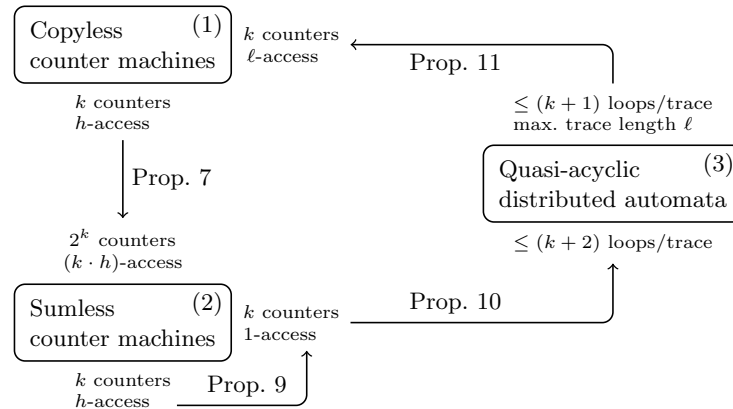 Copyless (1)
counter machines
k counters
ℓ-access
Prop. 11
k counters
h-access
≤ (k + 1) loops/trace
max. trace length ℓ
Prop. 7
Quasi-acyclic (3)
distributed automata
2^k counters
(k · h)-access
≤ (k + 2) loops/trace
Sumless (2)
counter machines
k counters
1-access
Prop. 10
k counters
h-access
Prop. 9